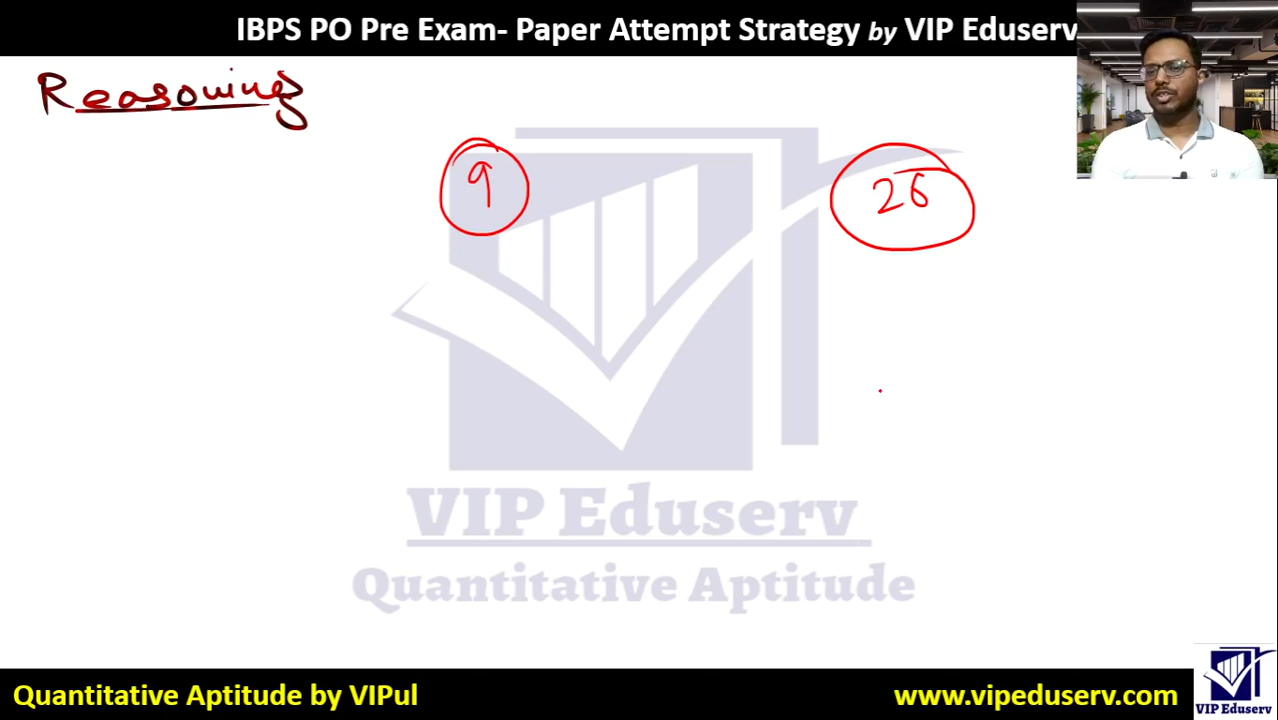 IBPS PO Pre Exam- Paper Attempt Strategy by VIP Eduserv
Reasoning
9
26
VIP Eduserv
Quantitative Aptitude
Quantitative Aptitude by VIPul
www.vipeduserv.com
VIP Eduserv